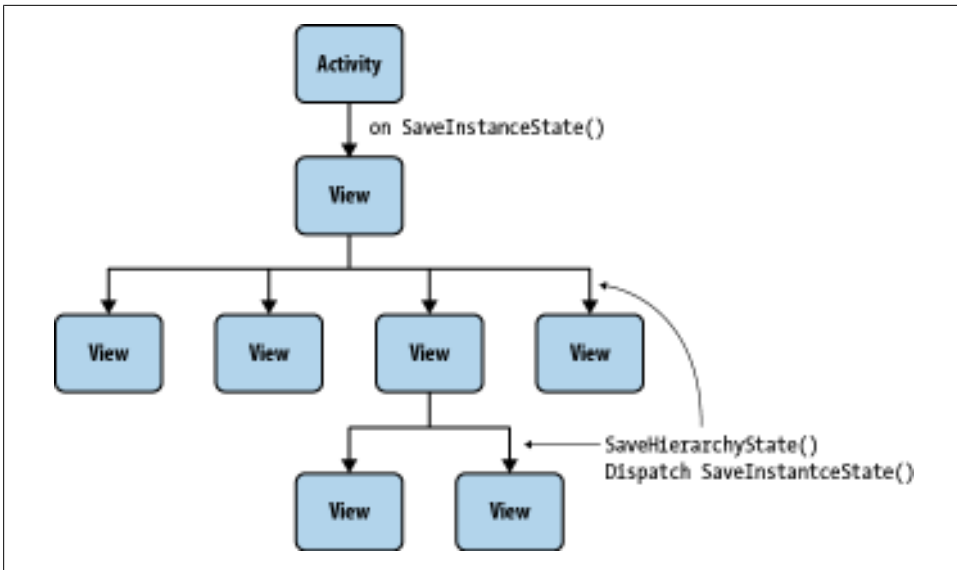 Activity
on SaveInstanceState()
View
View
View
View
View
SaveHierarchyState()
Dispatch SaveInstantceState()
View
View